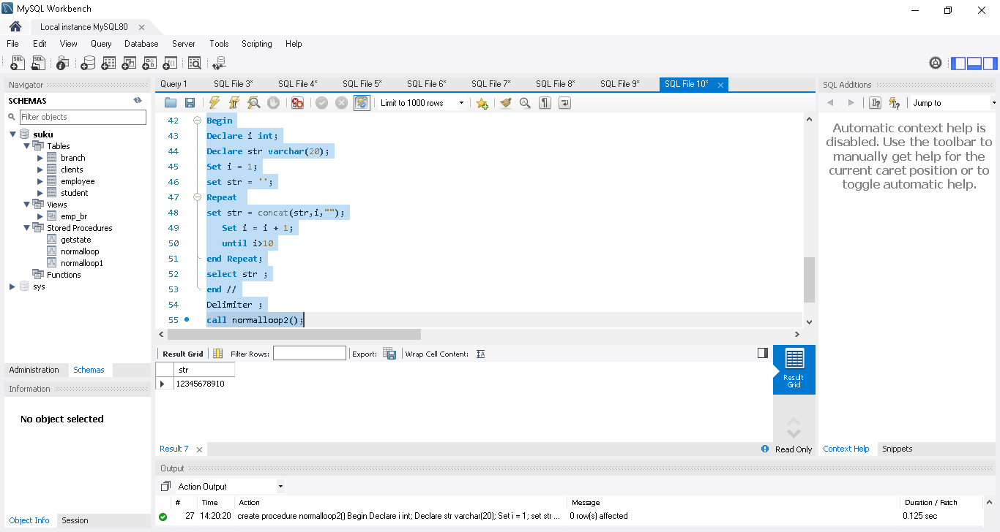 MySQL Workbench
Local instance MySQL80
File Edit View Query Database Server Tools Scripting Help
Navigator
SCHEMAS
Filter objects
suku
Tables
branch
clients
employee
student
Views
emp_br
Stored Procedures
getstate
normalloop
normalloop1
Functions
sys
Administration Schemas
Information
No object selected
Object Info Session
Query 1 SQL File 3* SQL File 4* SQL File 5* SQL File 6* SQL File 7* SQL File 8* SQL File 9* SQL File 10*
Limit to 1000 rows
42 Begin
43 Declare i int;
44 Declare str varchar(20);
45 Set i = 1;
46 set str = '';
47 Repeat
48 set str = concat(str,i,"");
49 Set i = i + 1;
50 until i>10
51 end Repeat;
52 select str ;
53 end //
54 Delimiter ;
55 call normalloop2();
Result Grid Filter Rows: Export: Wrap Cell Content:
str
12345678910
Result Grid
Result 7 Read Only
Output
Action Output
# Time Action Message Duration / Fetch
27 14:20:20 create procedure normalloop2() Begin Declare i int; Declare str varchar(20); Set i = 1; set str ... 0 row(s) affected 0.125 sec
SQL Additions
Jump to
Automatic context help is
disabled. Use the toolbar to
manually get help for the
current caret position or to
toggle automatic help.
Context Help Snippets